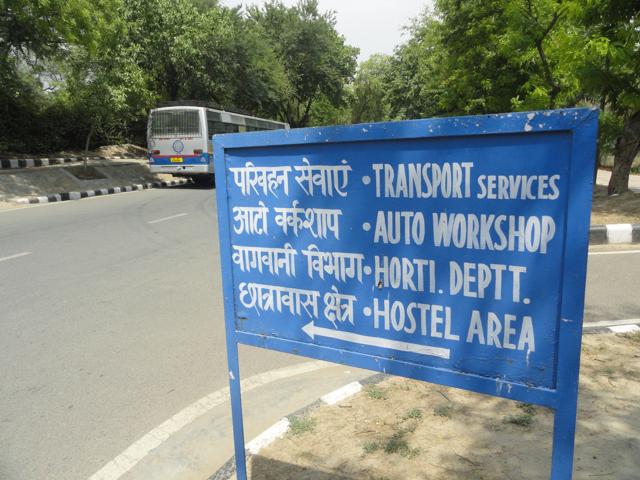 परिवहन सेवाएं • TRANSPORT SERVICES
आटो वर्कशाप • AUTO WORKSHOP
वागवानी विभाग • HORTI. DEPTT.
छात्रावास क्षेत्र • HOSTEL AREA